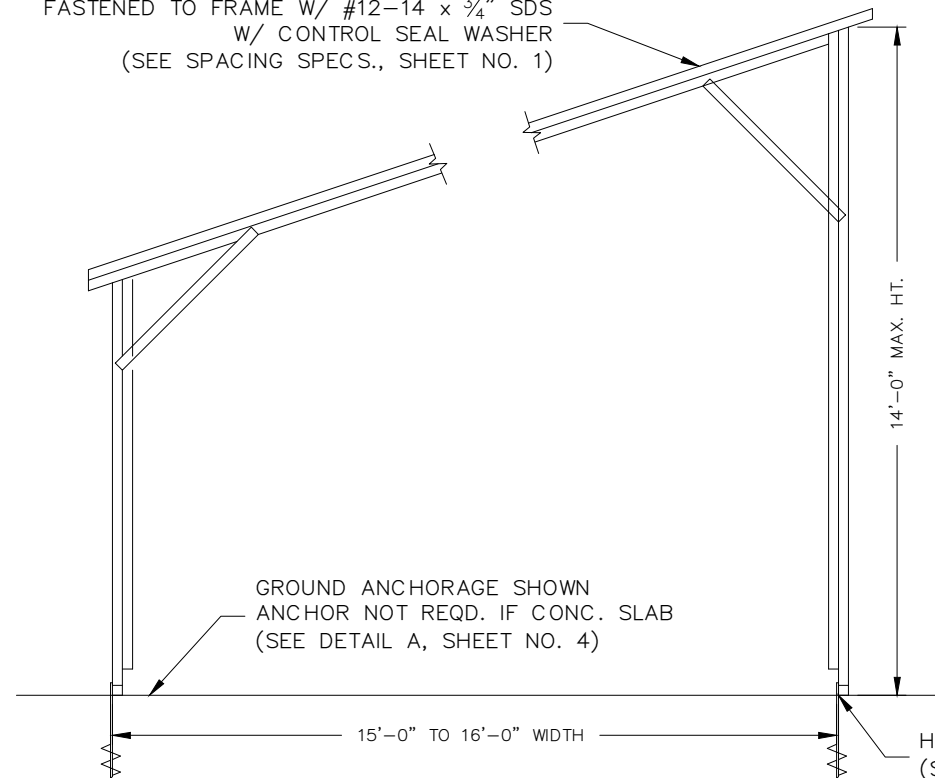 FASTENED TO FRAME W/ #12-14 x 3/4" SDS
W/ CONTROL SEAL WASHER
(SEE SPACING SPECS., SHEET NO. 1)
14'-0" MAX. HT.
GROUND ANCHORAGE SHOWN
ANCHOR NOT REQD. IF CONC. SLAB
(SEE DETAIL A, SHEET NO. 4)
15'-0" TO 16'-0" WIDTH